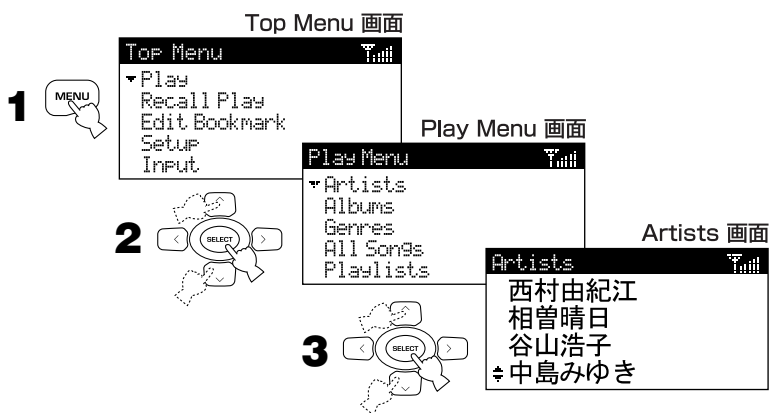 Top Menu 画面
Top Menu
Play
Recall Play
Edit Bookmark
Setup
Input
1
MENU
Play Menu 画面
Play Menu
Artists
Albums
Genres
All Songs
Playlists
2
SELECT
Artists 画面
Artists
西村由紀江
相曽晴日
谷山浩子
中島みゆき
3
SELECT